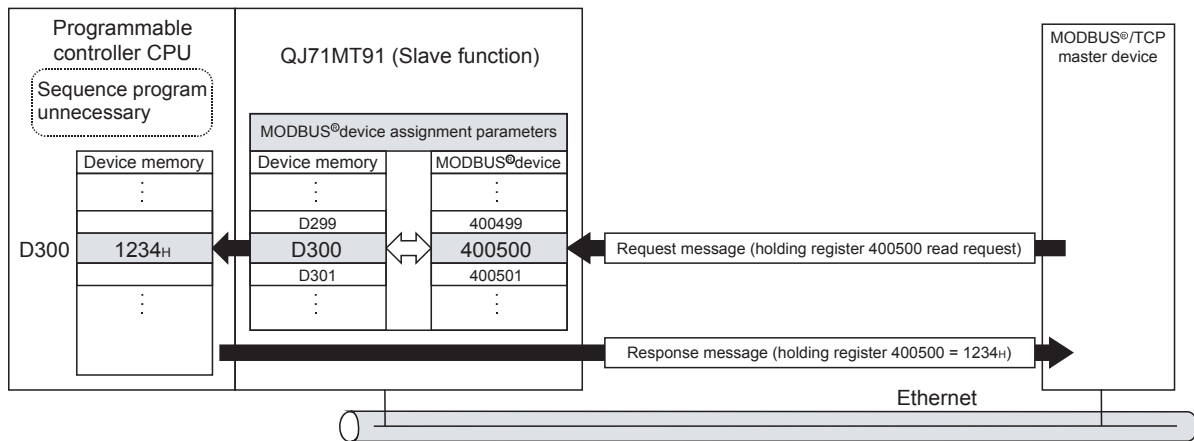 Programmable
controller CPU
Sequence program
unnecessary
Device memory
⋮
D300
1234H
⋮
QJ71MT91 (Slave function)
MODBUS®device assignment parameters
Device memory
MODBUS®device
⋮
⋮
D299
400499
D300
400500
D301
400501
⋮
⋮
Request message (holding register 400500 read request)
Response message (holding register 400500 = 1234H)
MODBUS®/TCP
master device
Ethernet